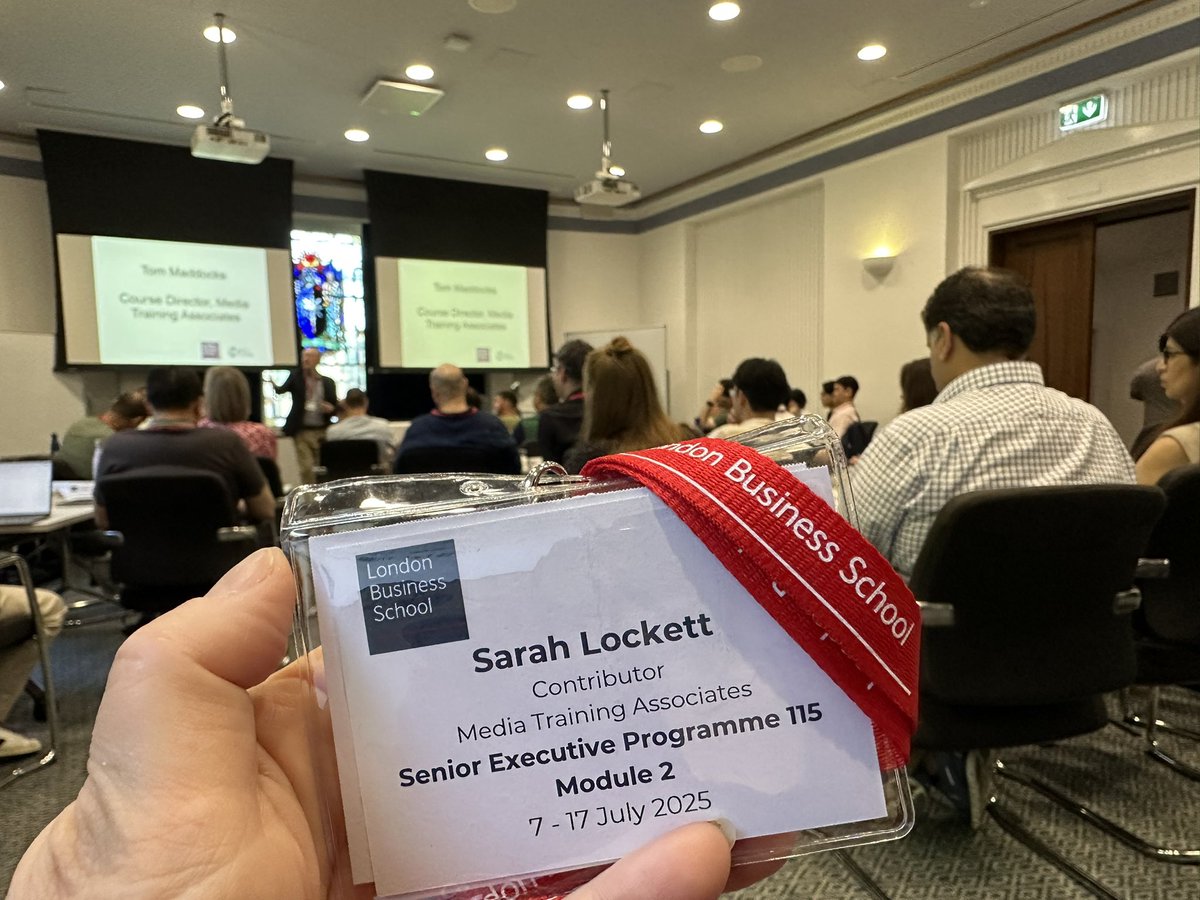 Tom Maddocks
Course Director, Media
Training Associates
Tom Maddocks
Course Director, Media
Training Associates
London Business School
London
Business
School
Sarah Lockett
Contributor
Media Training Associates
Senior Executive Programme 115
Module 2
7 - 17 July 2025